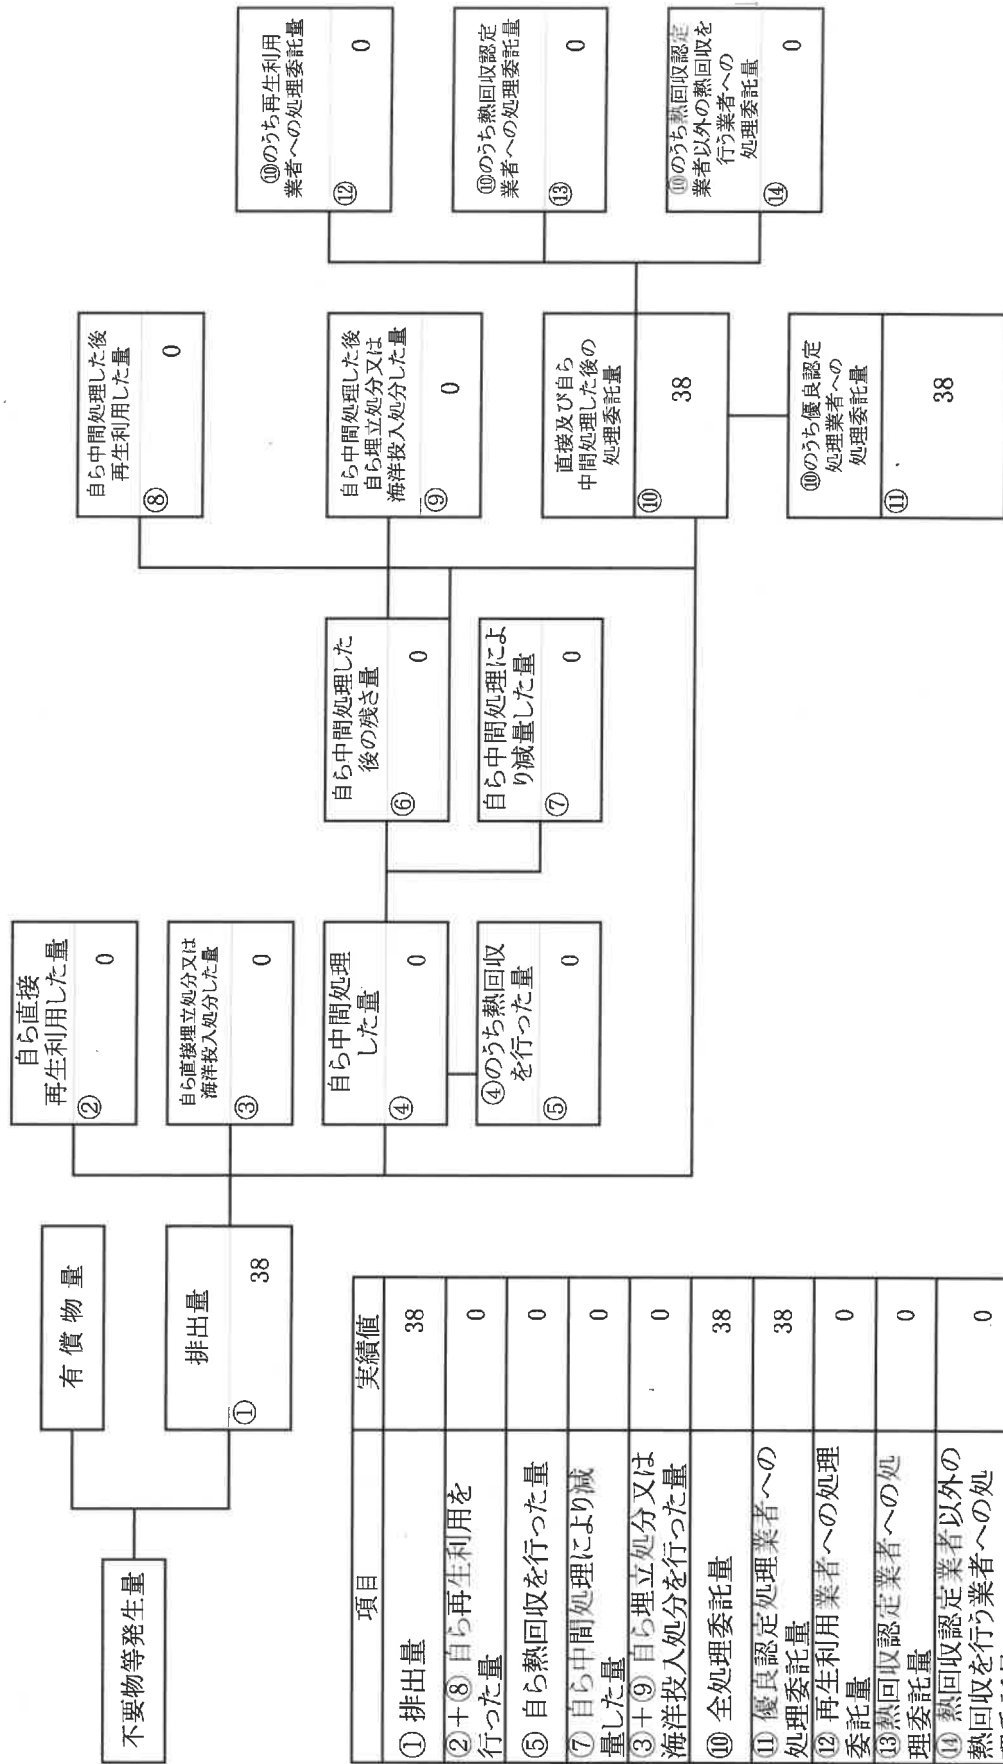 不要物等発生量
有償物量
排出量
①
38
自ら直接
再生利用した量
②
0
自ら直接埋立処分又は
海洋投入処分した量
③
0
自ら中間処理
した量
④
0
④のうち熱回収
を行った量
⑤
0
自ら中間処理した
後の残さ量
⑥
0
自ら中間処理によ
り減量した量
⑦
0
自ら中間処理した後
再生利用した量
⑧
0
自ら中間処理した後
自ら埋立処分又は
海洋投入処分した量
⑨
0
直接及び自ら
中間処理した後の
処理委託量
⑩
38
⑩のうち優良認定
処理業者への
処理委託量
⑪
38
⑩のうち再生利用
業者への処理委託量
⑫
0
⑩のうち熱回収認定
業者への処理委託量
⑬
0
⑩のうち熱回収認定
業者以外の熱回収を
行う業者への
処理委託量
⑭
0
項目 実績値
①排出量 38
②+⑧ 自ら再生利用を
行った量 0
⑤ 自ら熱回収を行った量 0
⑦ 自ら中間処理により減
量した量 0
③+⑨ 自ら埋立処分又は
海洋投入処分を行った量 0
⑩ 全処理委託量 38
⑪ 優良認定処理業者への
処理委託量 38
⑫ 再生利用業者への処理
委託量 0
⑬熱回収認定業者への処
理委託量 0
⑭ 熱回収認定業者以外の
熱回収を行う業者への処 0